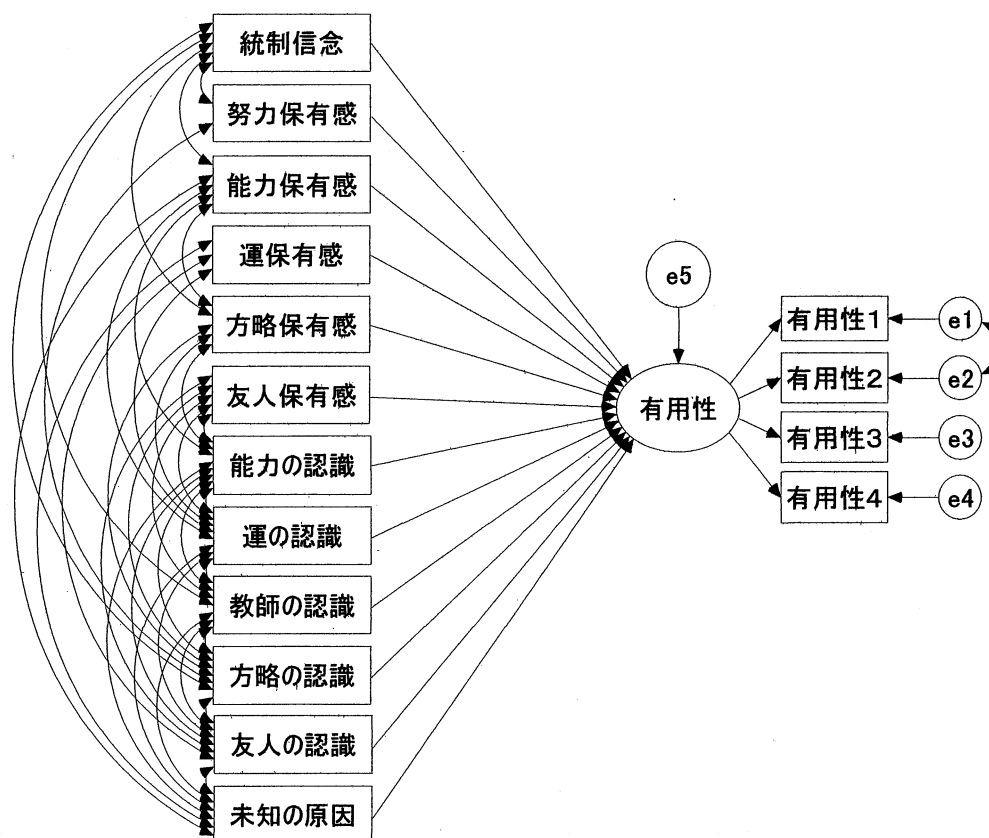 統制信念
努力保有感
能力保有感
運保有感
方略保有感
友人保有感
能力の認識
運の認識
教師の認識
方略の認識
友人の認識
未知の原因
e5
有用性
有用性1
有用性2
有用性3
有用性4
e1
e2
e3
e4